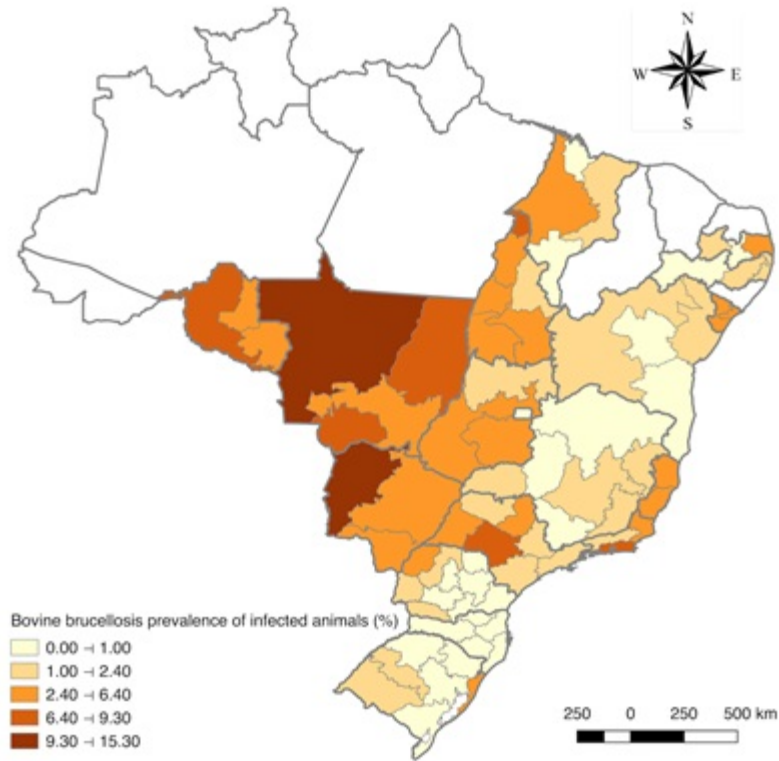 N
W E
S
Bovine brucellosis prevalence of infected animals (%)
0.00 ⊣ 1.00
1.00 ⊣ 2.40
2.40 ⊣ 6.40
6.40 ⊣ 9.30
9.30 ⊣ 15.30
250 0 250 500 km